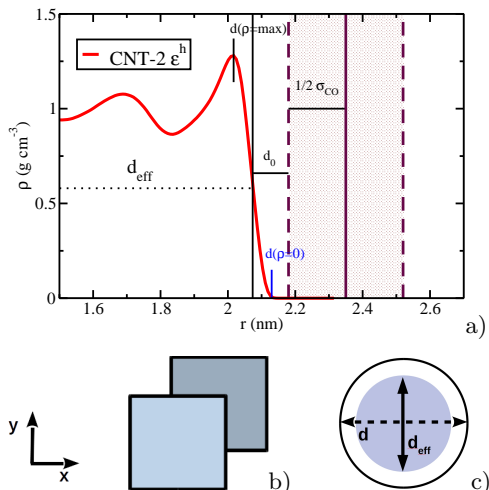 d(ρ=max)
CNT-2 εʰ
1/2 σ_CO
d_0
d_eff
d(ρ=0)
ρ (g cm⁻³)
1.5
1
0.5
0
1.6
1.8
2
2.2
2.4
2.6
r (nm)
a)
y
x
b)
d
d_eff
c)